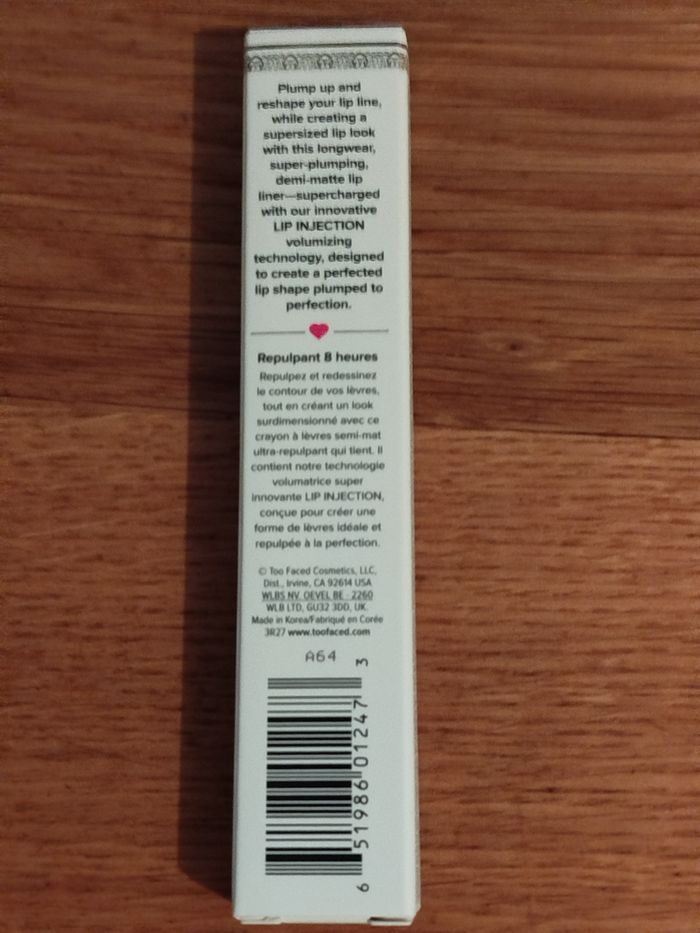 Plump up and
reshape your lip line,
while creating a
supersized lip look
with this longwear,
super-plumping,
demi-matte lip
liner—supercharged
with our innovative
LIP INJECTION
volumizing
technology, designed
to create a perfected
lip shape plumped to
perfection.
Repulpant 8 heures
Repulpez et redessinez
le contour de vos lèvres,
tout en créant un look
surdimensionné avec ce
crayon à lèvres semi-mat
ultra-repulpant qui tient. Il
contient notre technologie
volumatrice super
innovante LIP INJECTION,
conçue pour créer une
forme de lèvres idéale et
repulpée à la perfection.
© Too Faced Cosmetics, LLC,
Dist., Irvine, CA 92614 USA
WLBS NV. OEVEL BE - 2260
WLB LTD, GU32 3DD, UK.
Made in Korea/Fabriqué en Corée
3R27 www.toofaced.com
A64
6 51986 01247 3